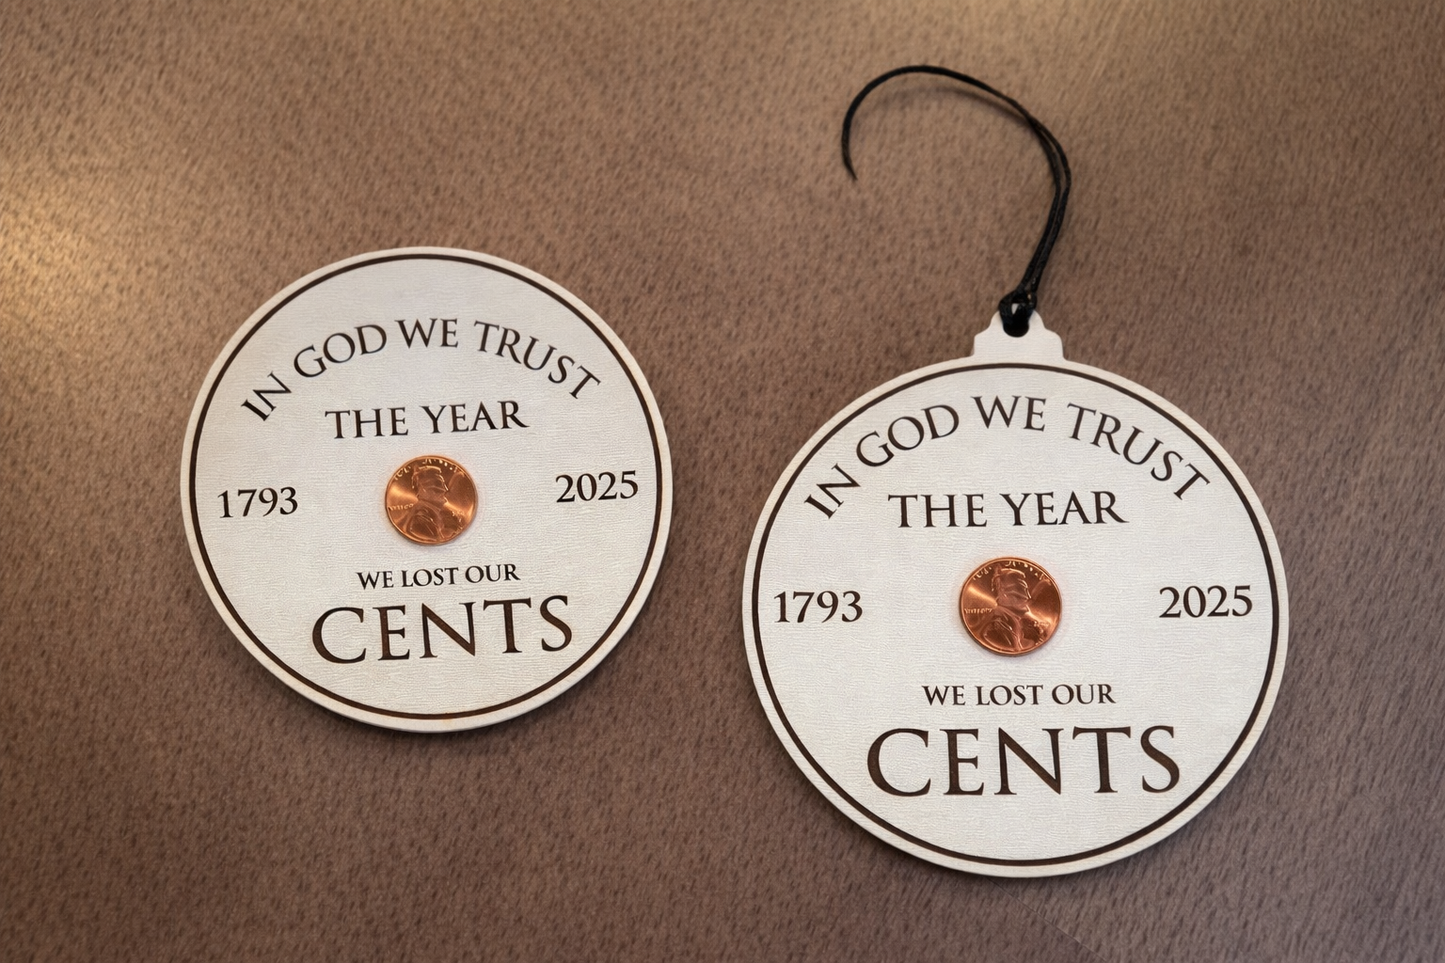 IN GOD WE TRUST
THE YEAR
1793
2025
WE LOST OUR
CENTS
IN GOD WE TRUST
THE YEAR
1793
2025
WE LOST OUR
CENTS